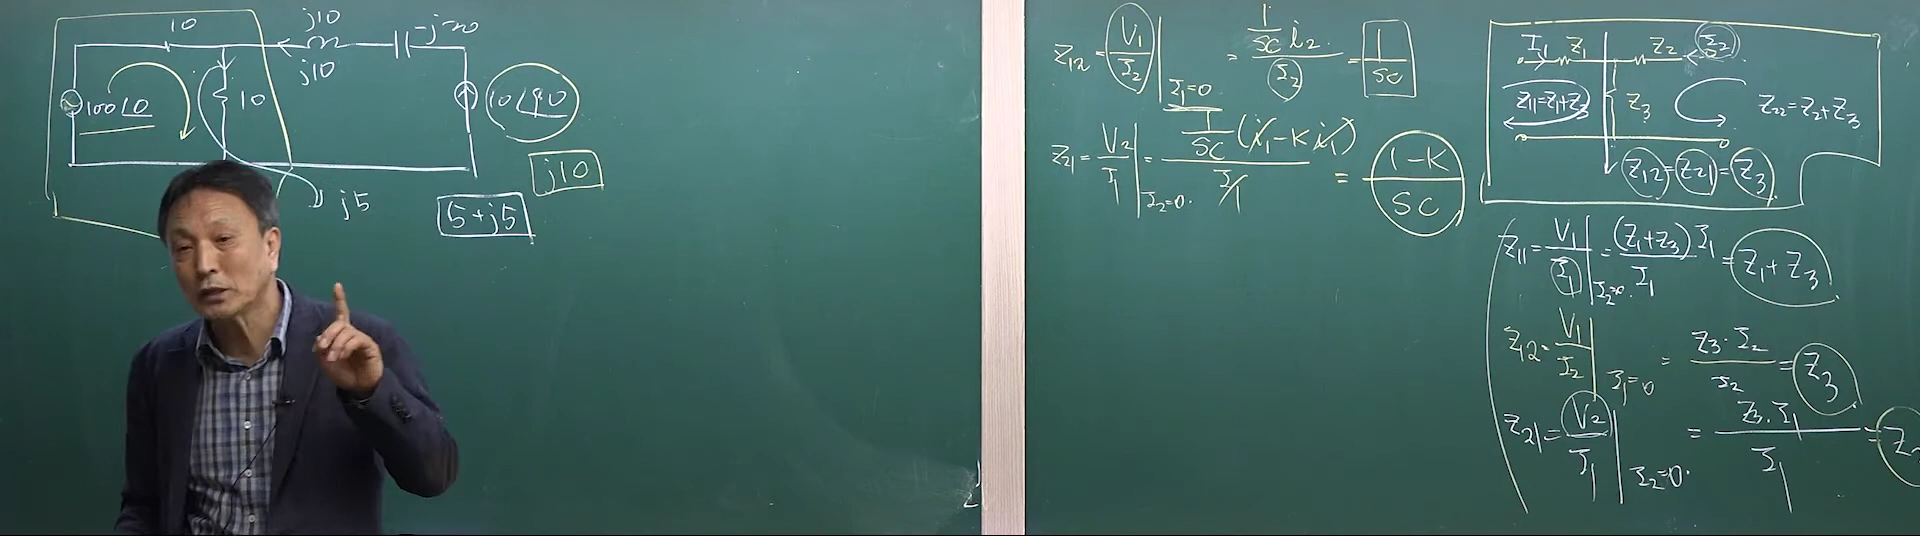 10
j10
-j20
j10
100∠0
10
10∠90
j10
j5
5+j5
Z12 = V1/I2 | I1=0 = (1/SC i2)/I2 = 1/SC
Z21 = V2/I1 | I2=0. = 1/SC (i1-Ki1)/I1 = 1-K/SC
I1 Z1 Z2 I2
Z11=Z1+Z3 Z3 Z22=Z2+Z3
Z12=Z21=Z3
Z11 = V1/I1 | I2=0. = (Z1+Z3)I1/I1 = Z1+Z3
Z12 = V1/I2 | I1=0 = Z3·I2/I2 = Z3
Z21 = V2/I1 | I2=0. = Z3·I1/I1 =